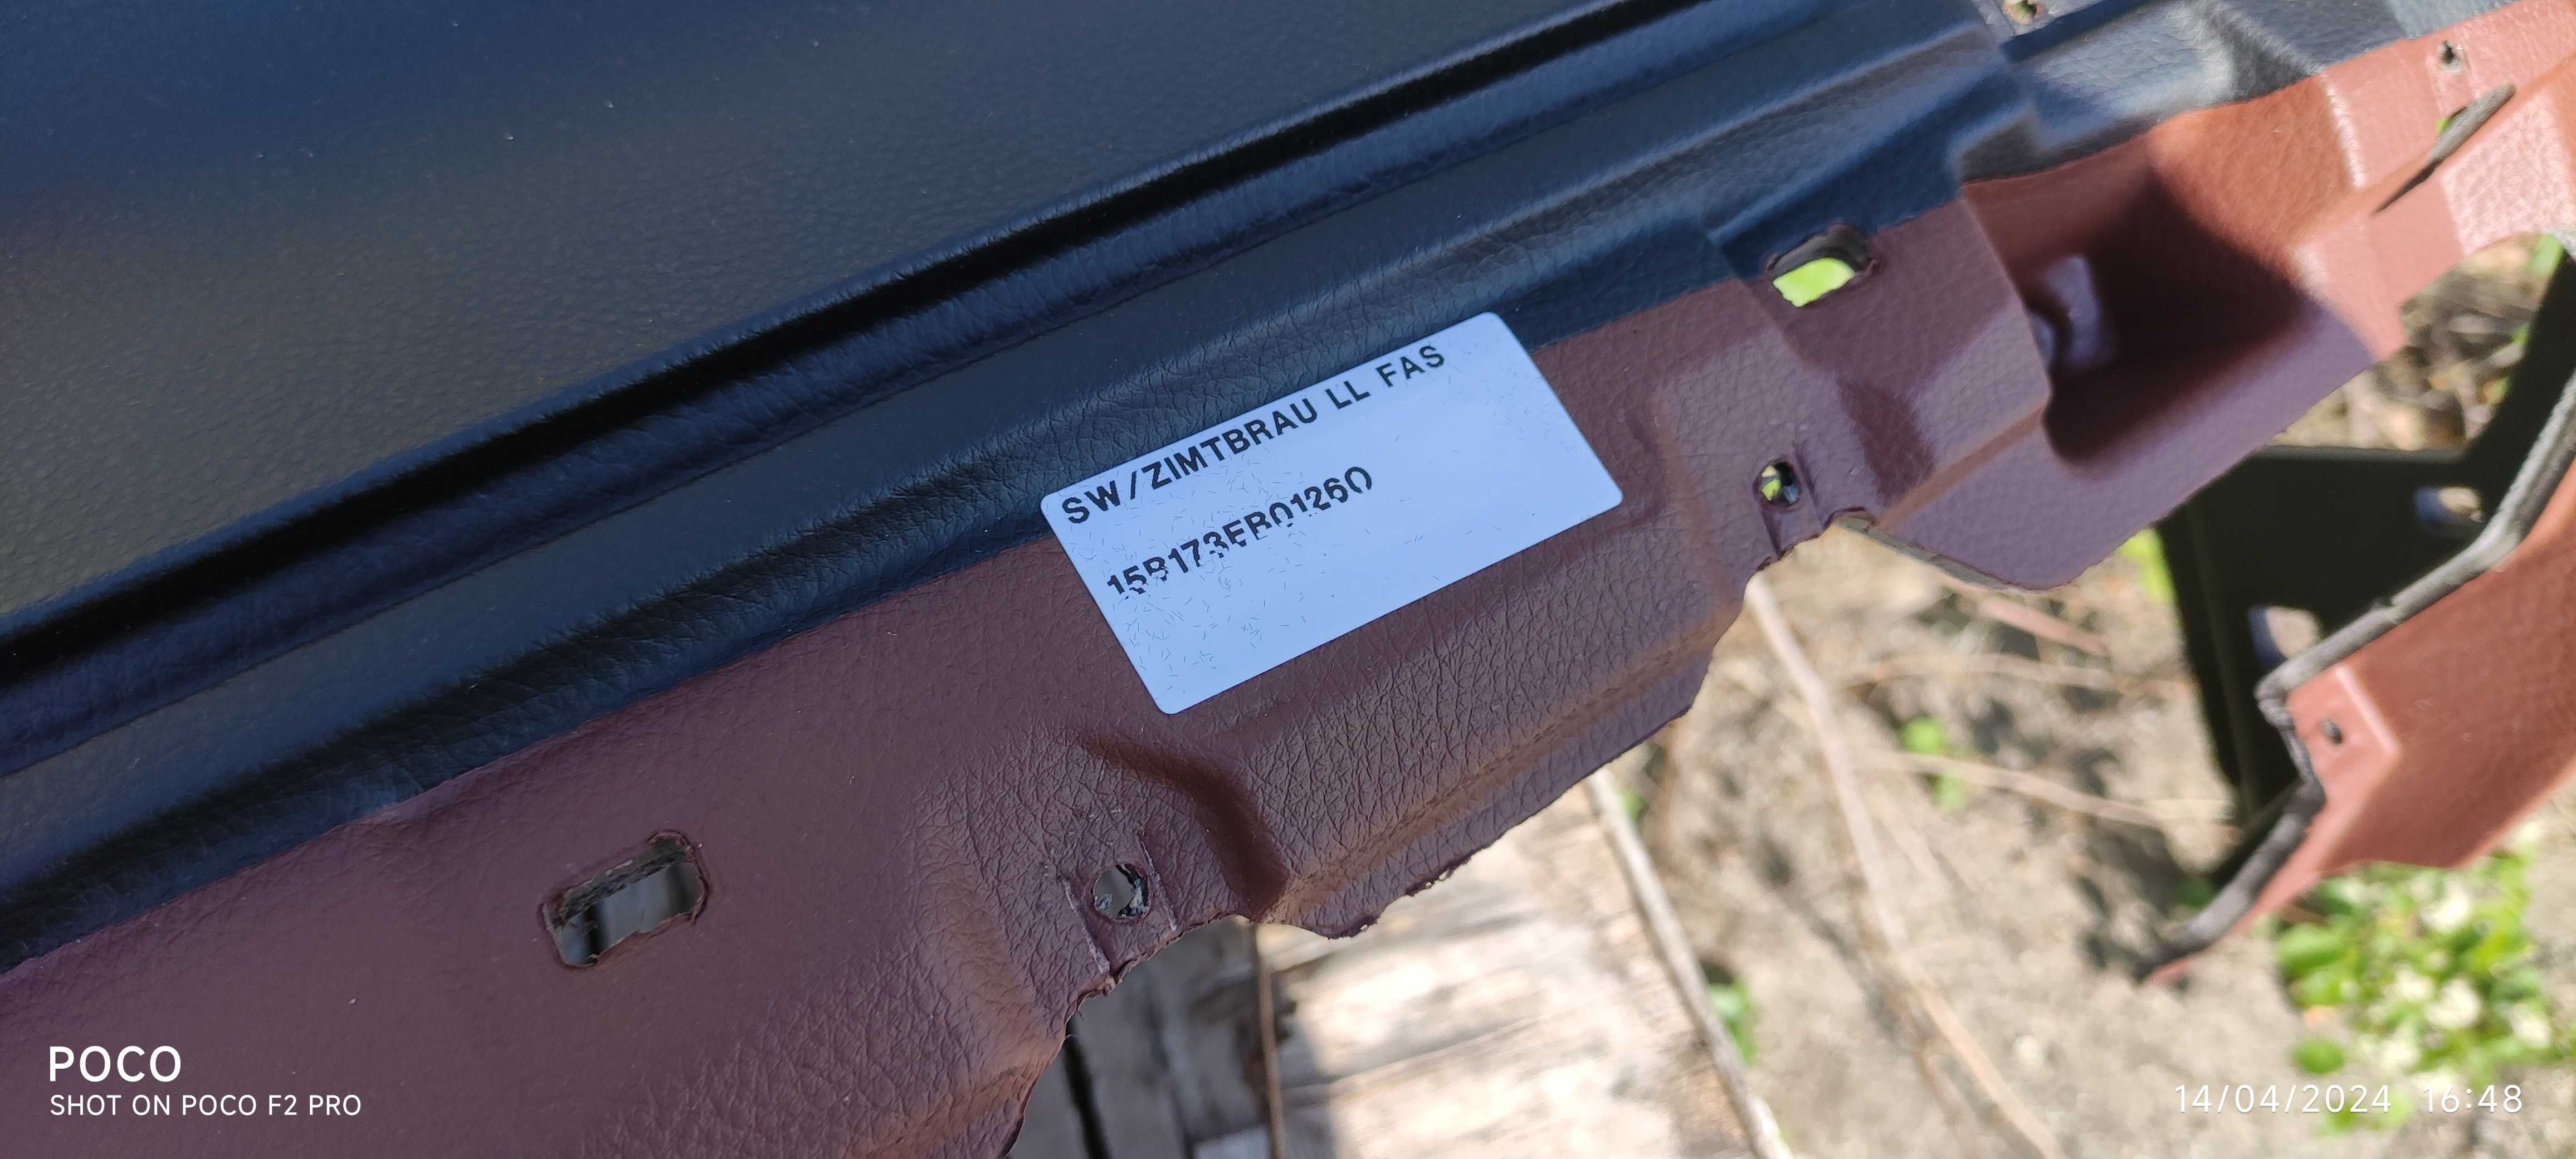 SW/ZIMTBRAU LL FAS
15B173EB01260
POCO
SHOT ON POCO F2 PRO
14/04/2024 16:48